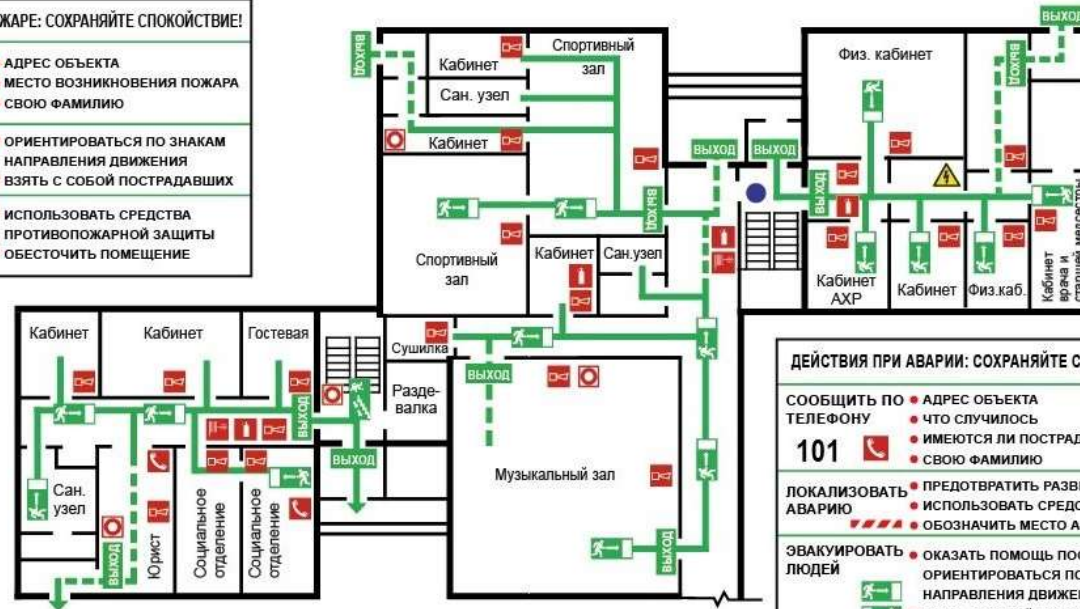 ЖАРЕ: СОХРАНЯЙТЕ СПОКОЙСТВИЕ!
АДРЕС ОБЪЕКТА
МЕСТО ВОЗНИКНОВЕНИЯ ПОЖАРА
СВОЮ ФАМИЛИЮ
ОРИЕНТИРОВАТЬСЯ ПО ЗНАКАМ
НАПРАВЛЕНИЯ ДВИЖЕНИЯ
ВЗЯТЬ С СОБОЙ ПОСТРАДАВШИХ
ИСПОЛЬЗОВАТЬ СРЕДСТВА
ПРОТИВОПОЖАРНОЙ ЗАЩИТЫ
ОБЕСТОЧИТЬ ПОМЕЩЕНИЕ
ВЫХОД
Кабинет
Спортивный
зал
Сан. узел
Кабинет
ВЫХОД
Спортивный
зал
Кабинет
Сан.узел
ВЫХОД
ВЫХОД
ВЫХОД
Физ. кабинет
ВЫХОД
ВЫХОД
Кабинет
АХР
Кабинет
Физ.каб.
Кабинет
врача и
старшей медсестры
Кабинет
Кабинет
Гостевая
ВЫХОД
Сан.
узел
ВЫХОД
Юрист
Социальное
отделение
Социальное
отделение
ВЫХОД
Сушилка
Разде-
валка
ВЫХОД
Музыкальный зал
ВЫХОД
ДЕЙСТВИЯ ПРИ АВАРИИ: СОХРАНЯЙТЕ С
СООБЩИТЬ ПО
ТЕЛЕФОНУ
101
АДРЕС ОБЪЕКТА
ЧТО СЛУЧИЛОСЬ
ИМЕЮТСЯ ЛИ ПОСТРАД
СВОЮ ФАМИЛИЮ
ЛОКАЛИЗОВАТЬ
АВАРИЮ
ПРЕДОТВРАТИТЬ РАЗВ
ИСПОЛЬЗОВАТЬ СРЕДС
ОБОЗНАЧИТЬ МЕСТО А
ЭВАКУИРОВАТЬ
ЛЮДЕЙ
ОКАЗАТЬ ПОМОЩЬ ПОС
ОРИЕНТИРОВАТЬСЯ ПО
НАПРАВЛЕНИЯ ДВИЖЕН